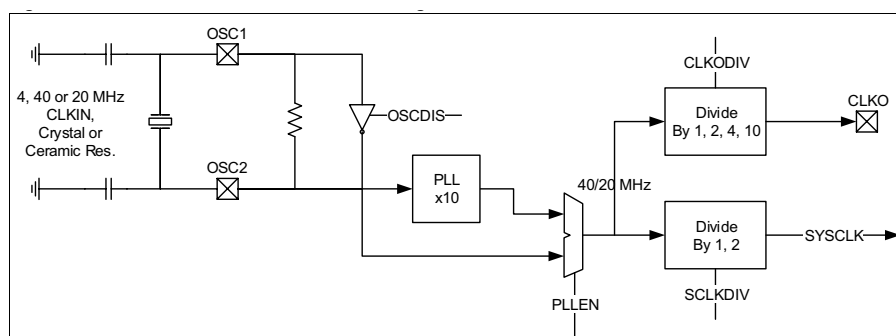 OSC1
4, 40 or 20 MHz
CLKIN,
Crystal or
Ceramic Res.
OSCDIS
OSC2
PLL
x10
40/20 MHz
PLLEN
CLKODIV
Divide
By 1, 2, 4, 10
CLKO
Divide
By 1, 2
SYSCLK
SCLKDIV